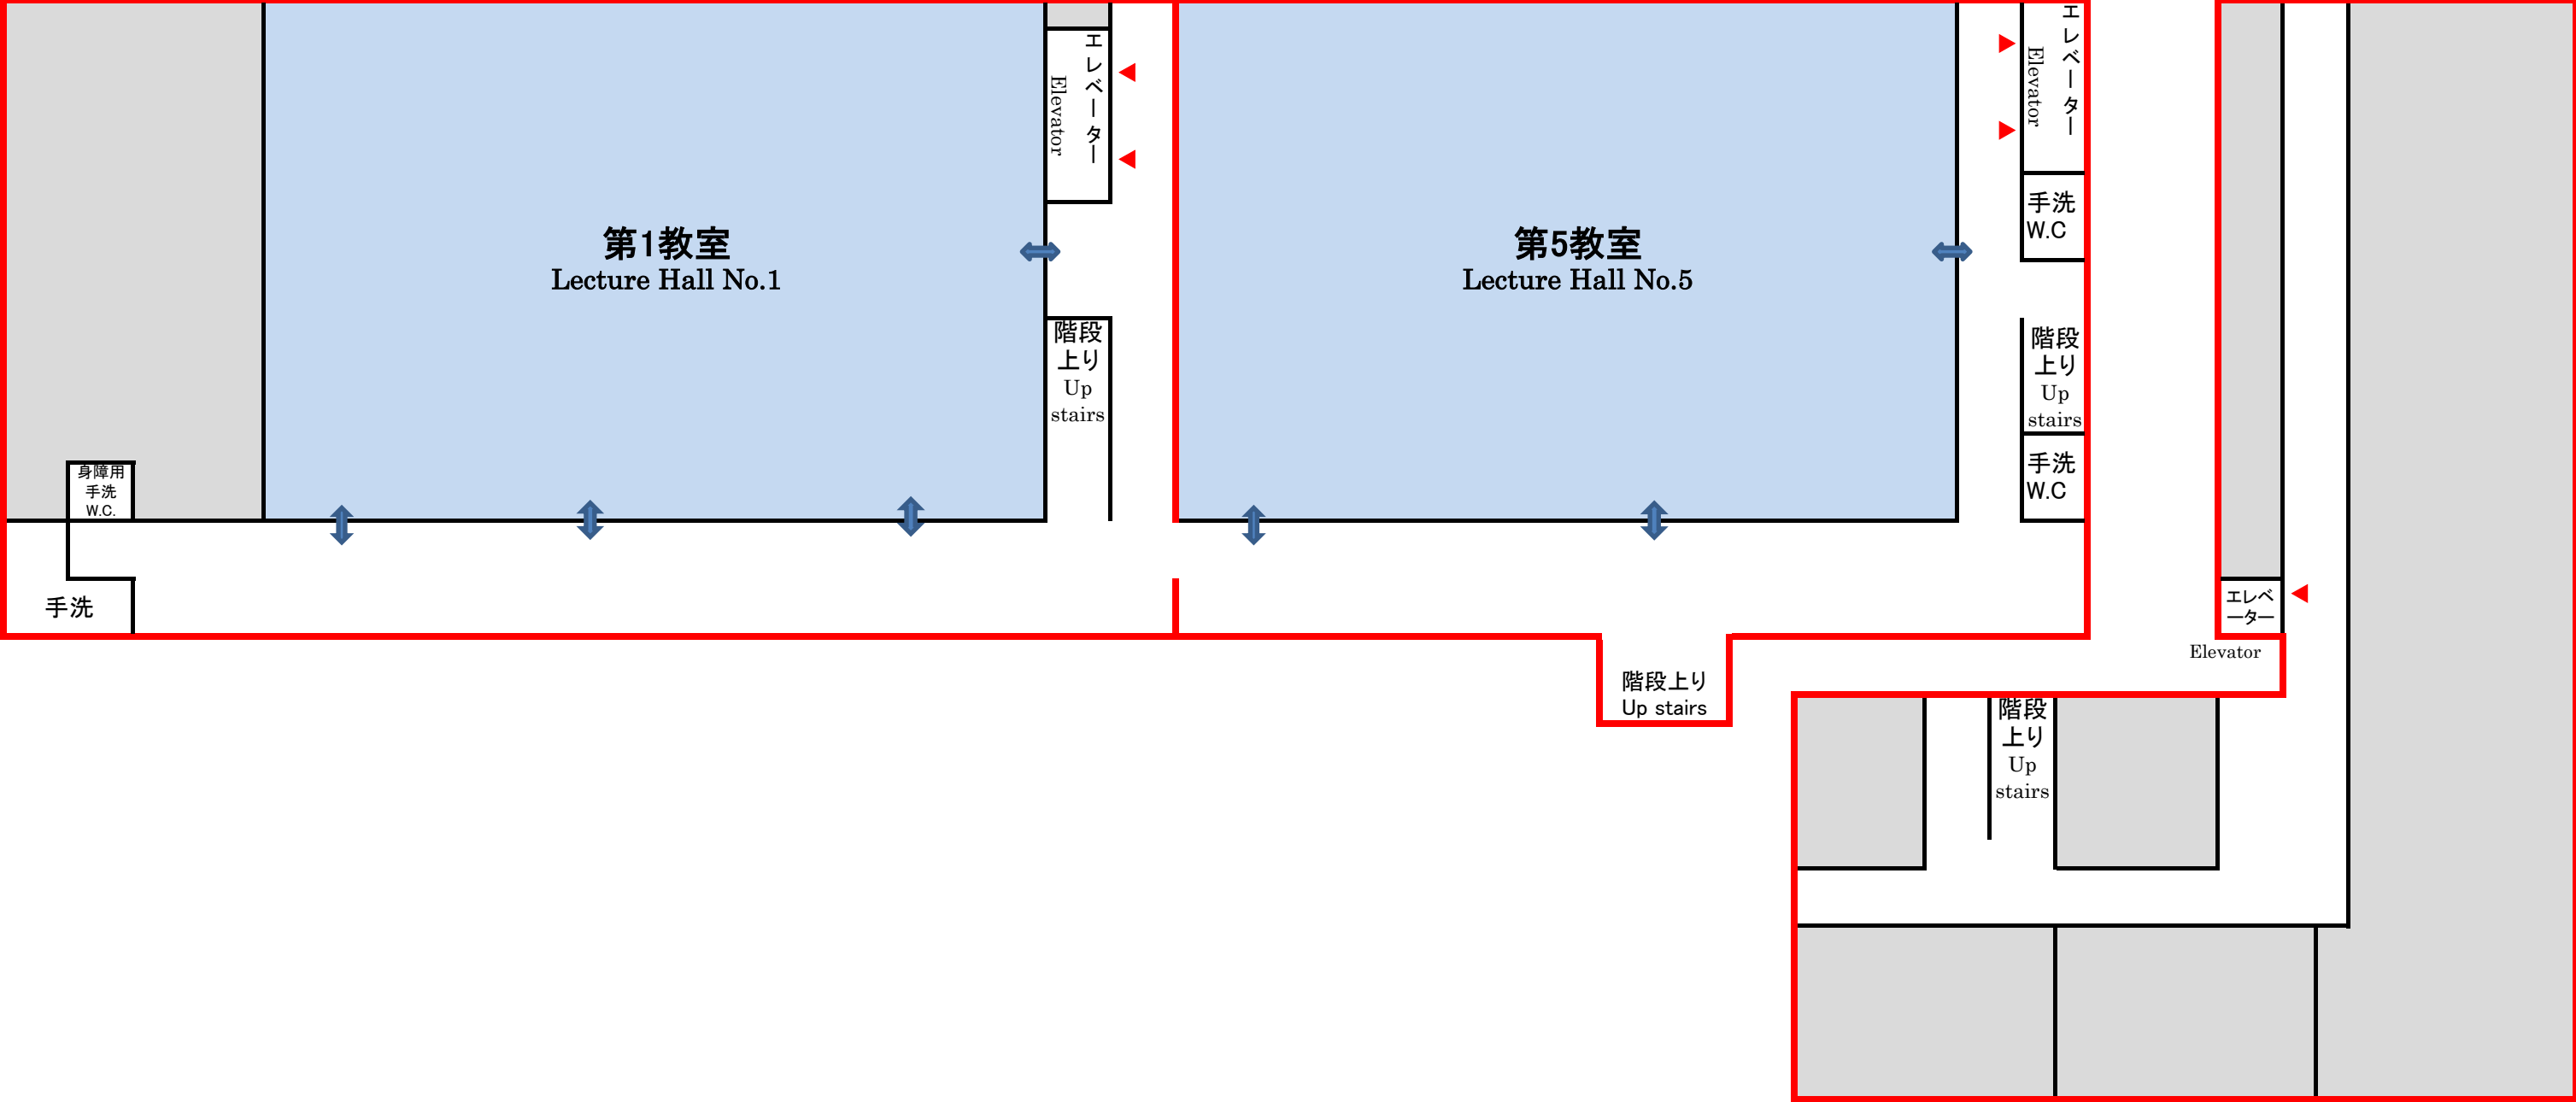 エレベーター
Elevator
第1教室
Lecture Hall No.1
階段
上り
Up
stairs
身障用
手洗
W.C.
手洗
第5教室
Lecture Hall No.5
エレベーター
Elevator
手洗
W.C
階段
上り
Up
stairs
手洗
W.C
階段上り
Up stairs
エレベ
ーター
Elevator
階段
上り
Up
stairs